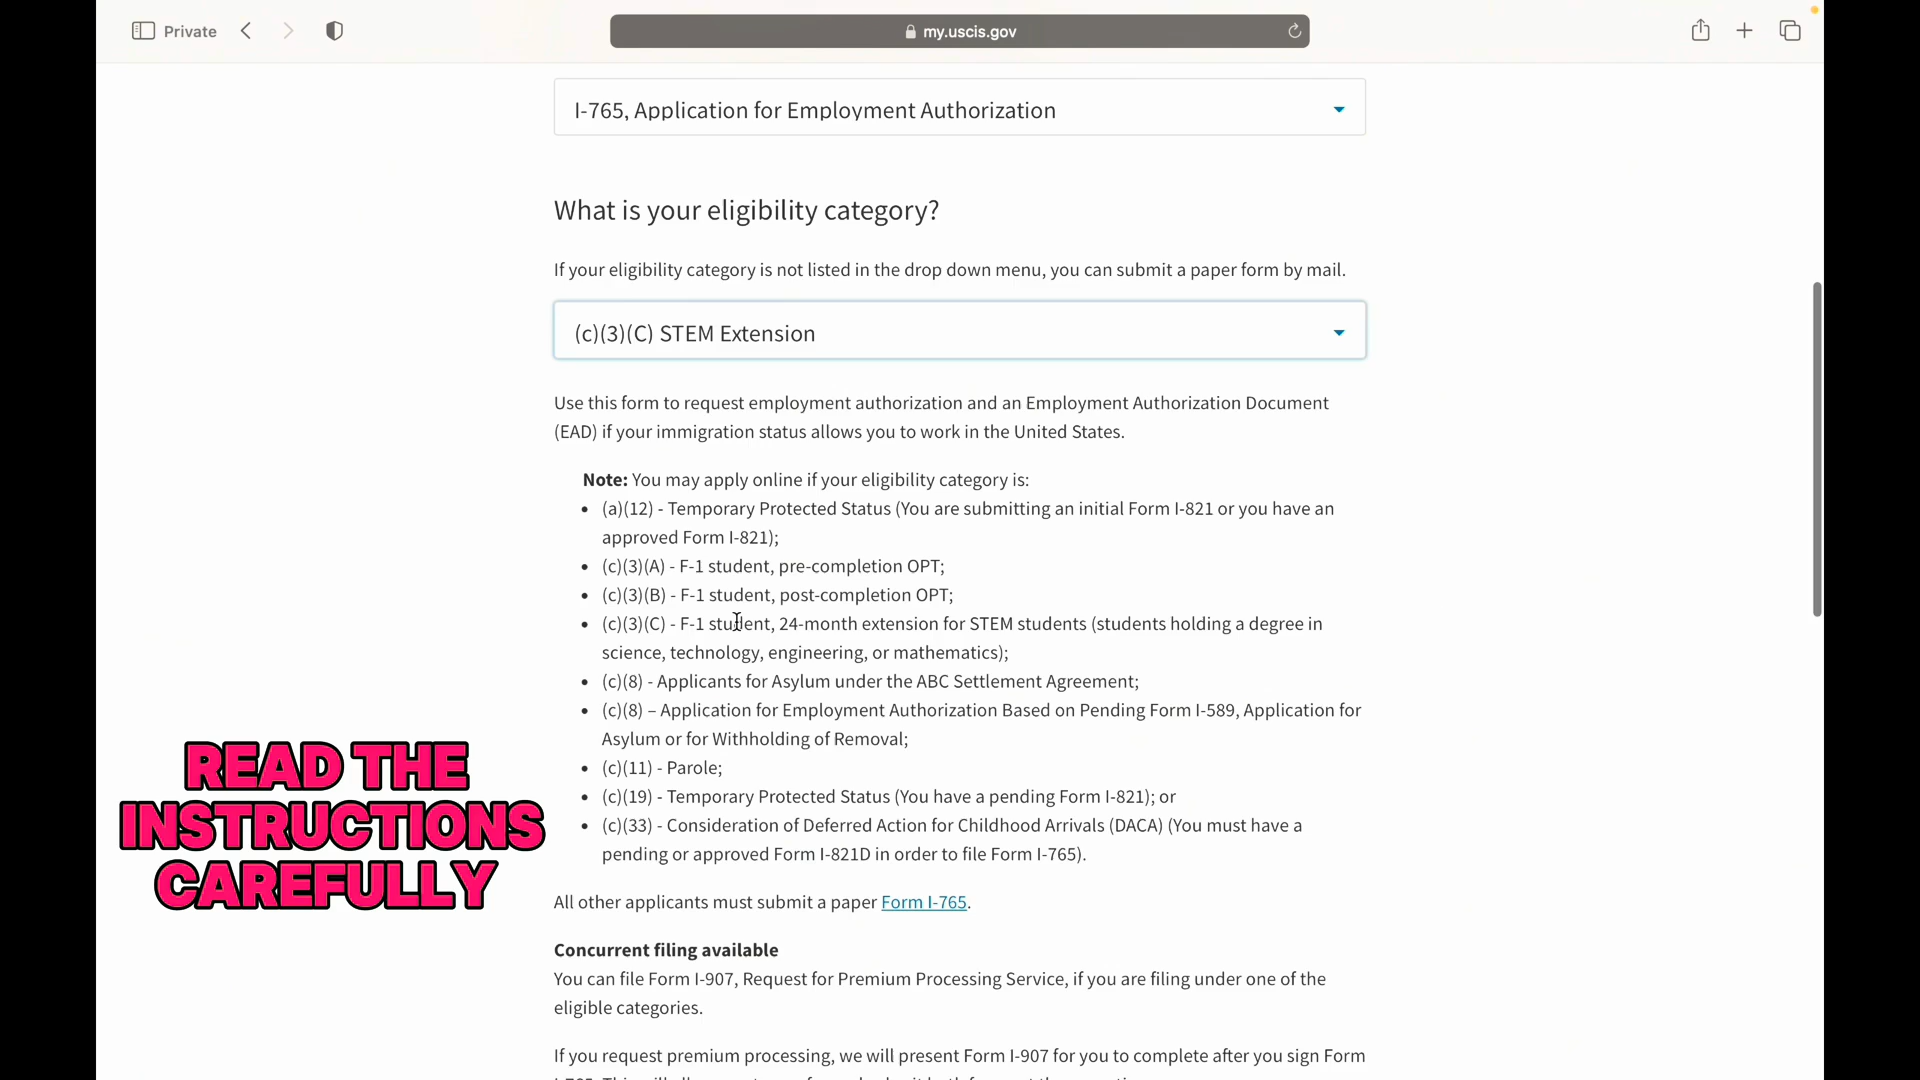 Private
my.uscis.gov
I-765, Application for Employment Authorization
What is your eligibility category?
If your eligibility category is not listed in the drop down menu, you can submit a paper form by mail.
(c)(3)(C) STEM Extension
Use this form to request employment authorization and an Employment Authorization Document
(EAD) if your immigration status allows you to work in the United States.
Note: You may apply online if your eligibility category is:
• (a)(12) - Temporary Protected Status (You are submitting an initial Form I-821 or you have an
approved Form I-821);
• (c)(3)(A) - F-1 student, pre-completion OPT;
• (c)(3)(B) - F-1 student, post-completion OPT;
• (c)(3)(C) - F-1 student, 24-month extension for STEM students (students holding a degree in
science, technology, engineering, or mathematics);
• (c)(8) - Applicants for Asylum under the ABC Settlement Agreement;
• (c)(8) – Application for Employment Authorization Based on Pending Form I-589, Application for
Asylum or for Withholding of Removal;
• (c)(11) - Parole;
• (c)(19) - Temporary Protected Status (You have a pending Form I-821); or
• (c)(33) - Consideration of Deferred Action for Childhood Arrivals (DACA) (You must have a
pending or approved Form I-821D in order to file Form I-765).
All other applicants must submit a paper Form I-765.
Concurrent filing available
You can file Form I-907, Request for Premium Processing Service, if you are filing under one of the
eligible categories.
If you request premium processing, we will present Form I-907 for you to complete after you sign Form
READ THE
INSTRUCTIONS
CAREFULLY